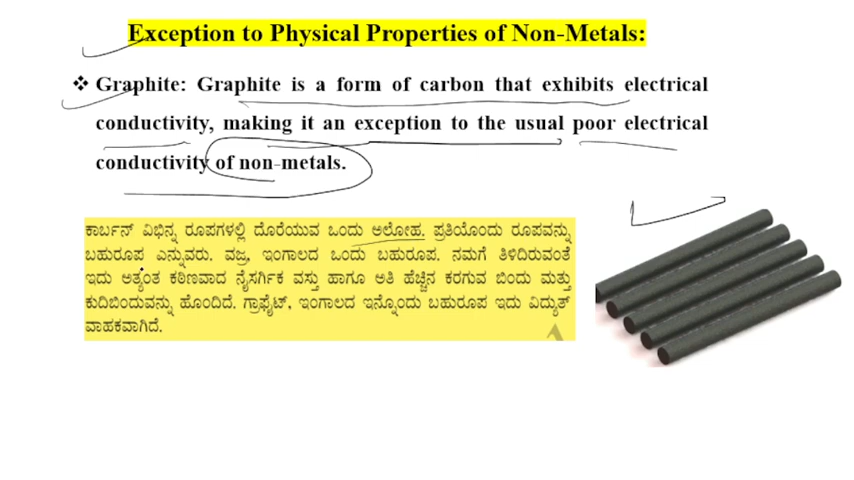 Exception to Physical Properties of Non-Metals:
❖ Graphite: Graphite is a form of carbon that exhibits electrical
conductivity, making it an exception to the usual poor electrical
conductivity of non-metals.
ಕಾರ್ಬನ್ ವಿಭಿನ್ನ ರೂಪಗಳಲ್ಲಿ ದೊರೆಯುವ ಒಂದು ಅಲೋಹ. ಪ್ರತಿಯೊಂದು ರೂಪವನ್ನು
ಬಹುರೂಪ ಎನ್ನುವರು. ವಜ್ರ, ಇಂಗಾಲದ ಒಂದು ಬಹುರೂಪ. ನಮಗೆ ತಿಳಿದಿರುವಂತೆ
ಇದು ಅತ್ಯಂತ ಕಠಿಣವಾದ ನೈಸರ್ಗಿಕ ವಸ್ತು ಹಾಗೂ ಅತಿ ಹೆಚ್ಚಿನ ಕರಗುವ ಬಿಂದು ಮತ್ತು
ಕುದಿಬಿಂದುವನ್ನು ಹೊಂದಿದೆ. ಗ್ರಾಫೈಟ್, ಇಂಗಾಲದ ಇನ್ನೊಂದು ಬಹುರೂಪ ಇದು ವಿದ್ಯುತ್
ವಾಹಕವಾಗಿದೆ.